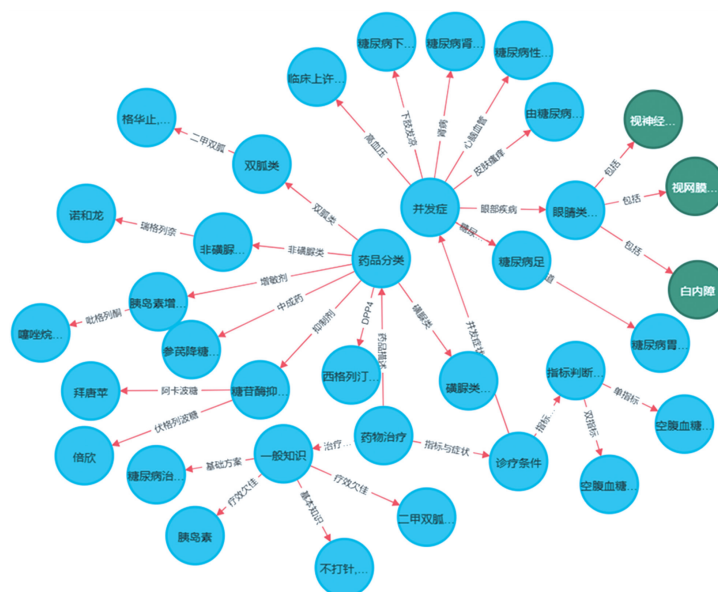 糖尿病下...
糖尿病肾...
糖尿病性...
临床上许...
由糖尿病...
下肢发凉
肾病
心脑血管
高血压
皮肤瘙痒
视神经...
格华止,...
二甲双胍
双胍类
并发症
眼部疾病
眼睛类...
包括
视网膜...
包括
包括
白内障
诺和龙
瑞格列奈
非磺脲...
非磺脲类
双胍类
药品分类
糖尿
糖尿病足
道
糖尿病胃...
增敏剂
胰岛素增...
吡格列酮
噻唑烷...
中成药
参芪降糖...
抑制剂
DPP4
药品描述
磺脲类
并发症状
西格列汀...
磺脲类...
指标判断...
单指标
空腹血糖...
双指标
空腹血糖...
指标...
拜唐苹
阿卡波糖
糖苷酶抑...
伏格列波糖
倍欣
药物治疗
指标与症状
诊疗条件
治疗...
一般知识
基础方案
糖尿病治...
疗效欠佳
胰岛素
基本知识
不打针,...
疗效欠佳
二甲双胍...